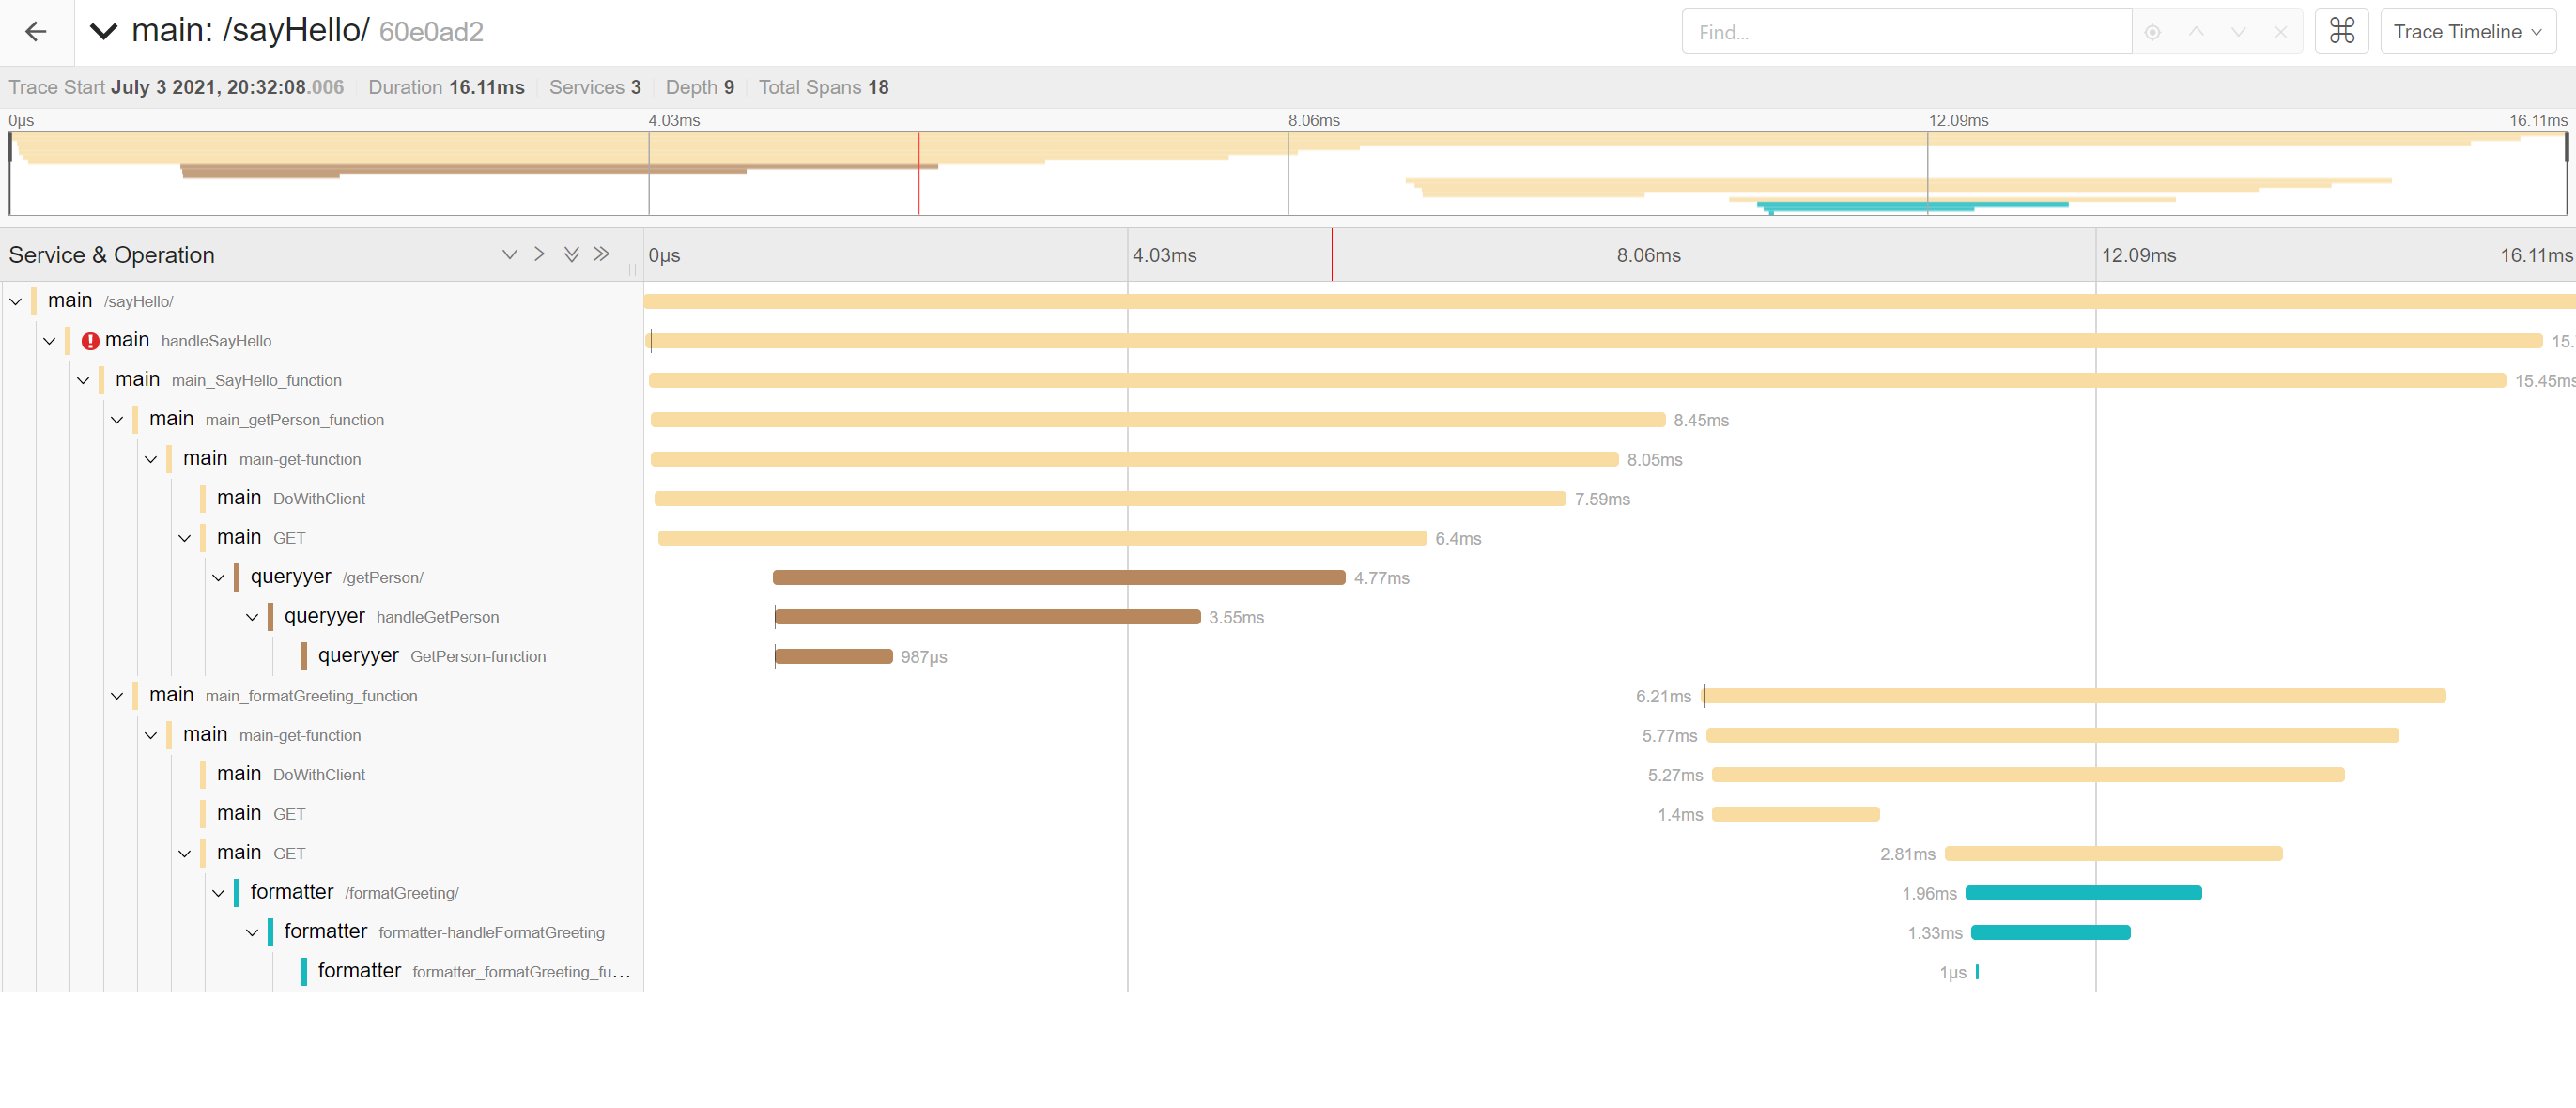 main: /sayHello/ 60e0ad2
Find...
Trace Timeline
Trace Start July 3 2021, 20:32:08.006 Duration 16.11ms Services 3 Depth 9 Total Spans 18
0μs 4.03ms 8.06ms 12.09ms 16.11ms
Service & Operation 0μs 4.03ms 8.06ms 12.09ms 16.11ms
main /sayHello/
main handleSayHello 15.
main main_SayHello_function 15.45ms
main main_getPerson_function 8.45ms
main main-get-function 8.05ms
main DoWithClient 7.59ms
main GET 6.4ms
queryyer /getPerson/ 4.77ms
queryyer handleGetPerson 3.55ms
queryyer GetPerson-function 987μs
main main_formatGreeting_function 6.21ms
main main-get-function 5.77ms
main DoWithClient 5.27ms
main GET 1.4ms
main GET 2.81ms
formatter /formatGreeting/ 1.96ms
formatter formatter-handleFormatGreeting 1.33ms
formatter formatter_formatGreeting_fu... 1μs